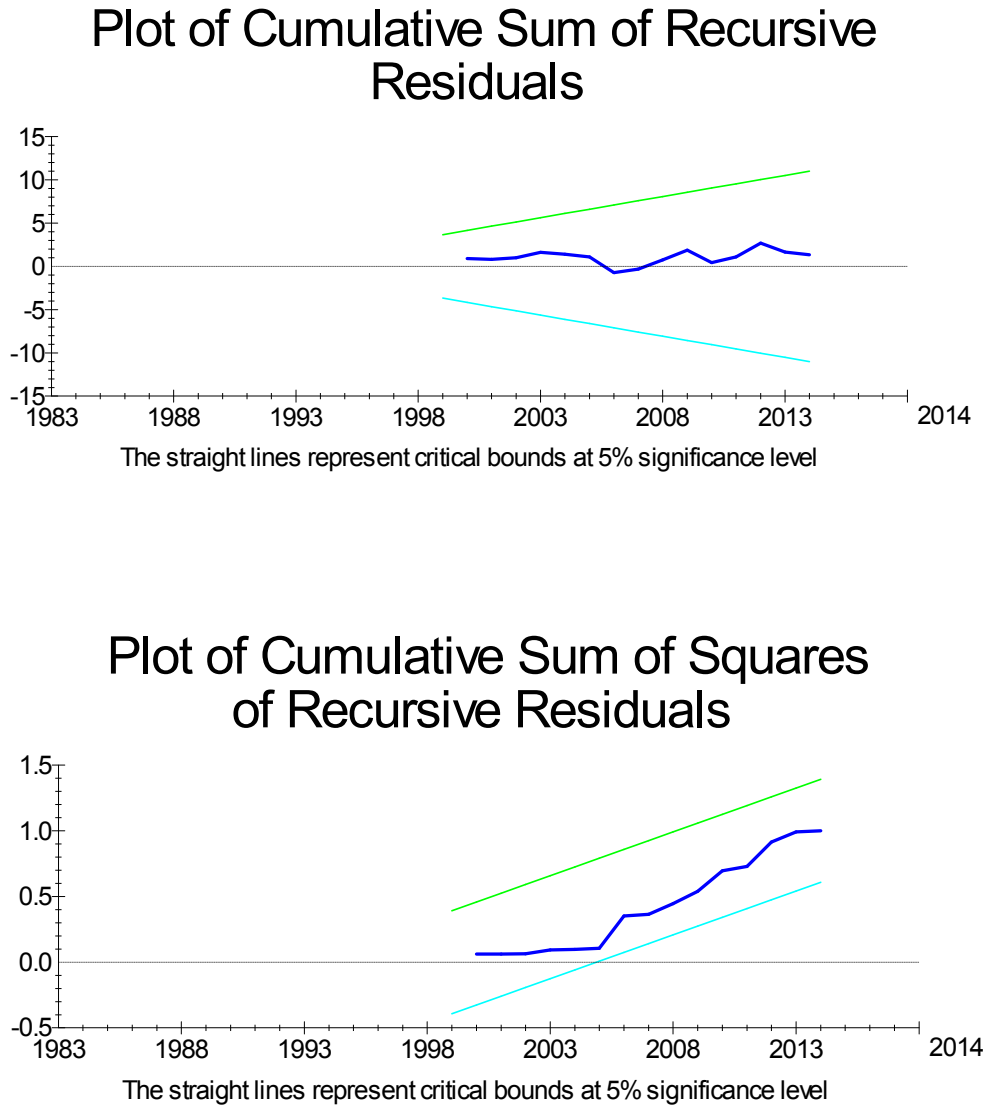 Plot of Cumulative Sum of Recursive
Residuals
15
10
5
0
-5
-10
-15
1983 1988 1993 1998 2003 2008 2013 2014
The straight lines represent critical bounds at 5% significance level
Plot of Cumulative Sum of Squares
of Recursive Residuals
1.5
1.0
0.5
0.0
-0.5
1983 1988 1993 1998 2003 2008 2013 2014
The straight lines represent critical bounds at 5% significance level